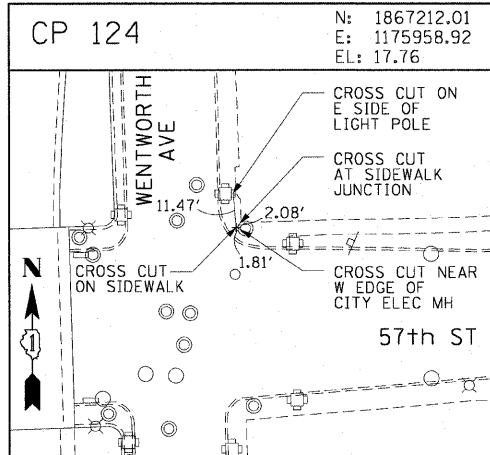 CP 124
N: 1867212.01
E: 1175958.92
EL: 17.76
WENTWORTH
AVE
CROSS CUT ON
E SIDE OF
LIGHT POLE
CROSS CUT
AT SIDEWALK
JUNCTION
11.47'
2.08'
1.81'
CROSS CUT
ON SIDEWALK
CROSS CUT NEAR
W EDGE OF
CITY ELEC MH
N
1
57th ST